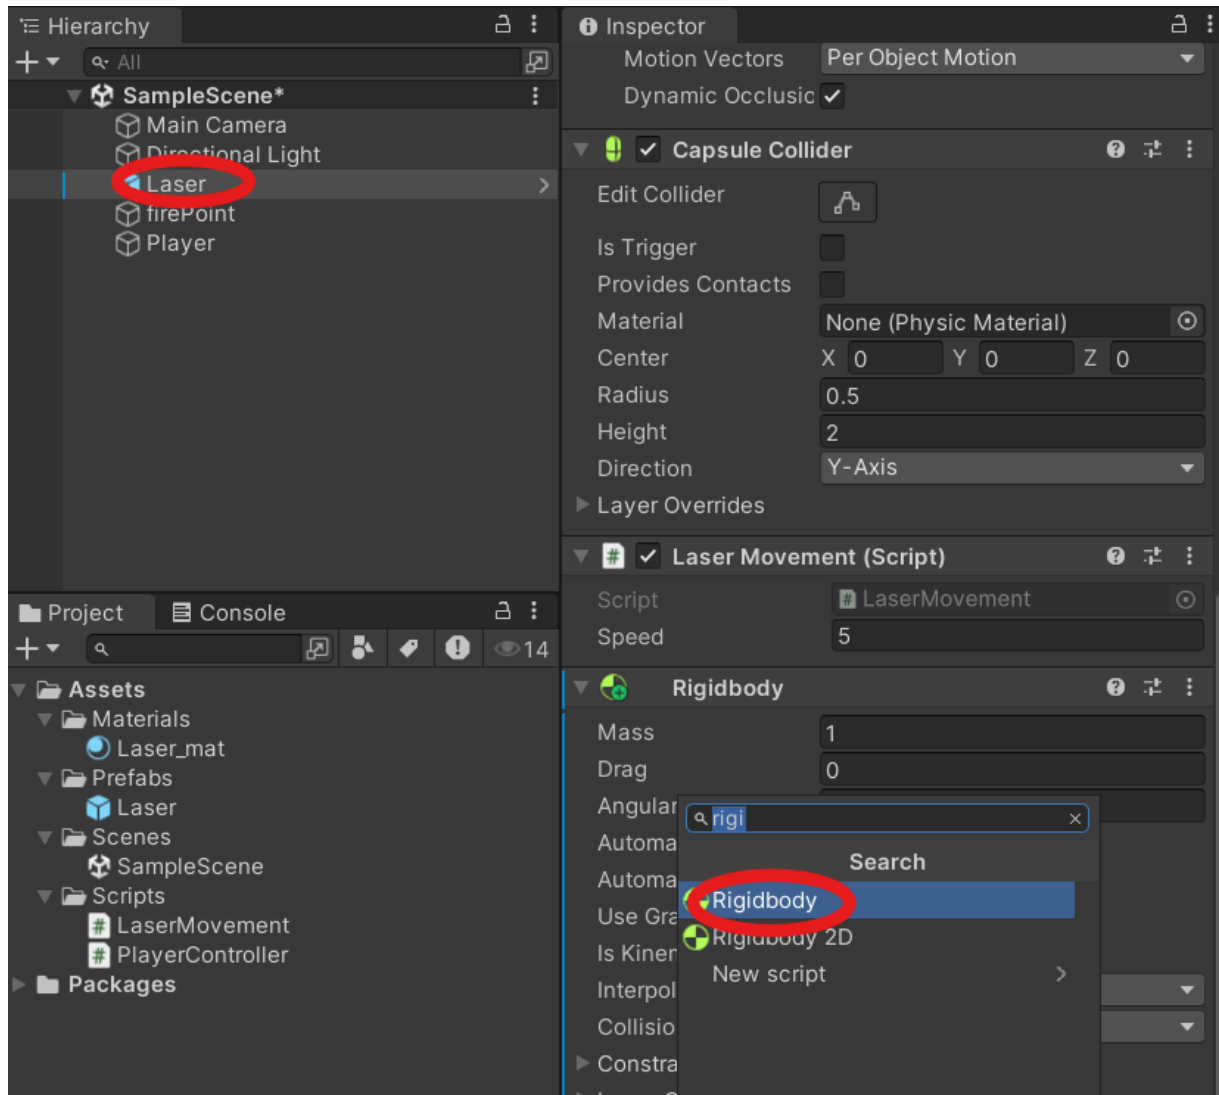 Hierarchy
All
SampleScene*
Main Camera
Directional Light
Laser
firePoint
Player
Project
Console
14
Assets
Materials
Laser_mat
Prefabs
Laser
Scenes
SampleScene
Scripts
# LaserMovement
# PlayerController
Packages
Inspector
Motion Vectors Per Object Motion
Dynamic Occlusic
Capsule Collider
Edit Collider
Is Trigger
Provides Contacts
Material None (Physic Material)
Center X 0 Y 0 Z 0
Radius 0.5
Height 2
Direction Y-Axis
Layer Overrides
# Laser Movement (Script)
Script # LaserMovement
Speed 5
Rigidbody
Mass 1
Drag 0
Angular
Automa
Automa
Use Gra
Is Kiner
Interpol
Collisio
Constra
rigi
Search
Rigidbody
Rigidbody 2D
New script